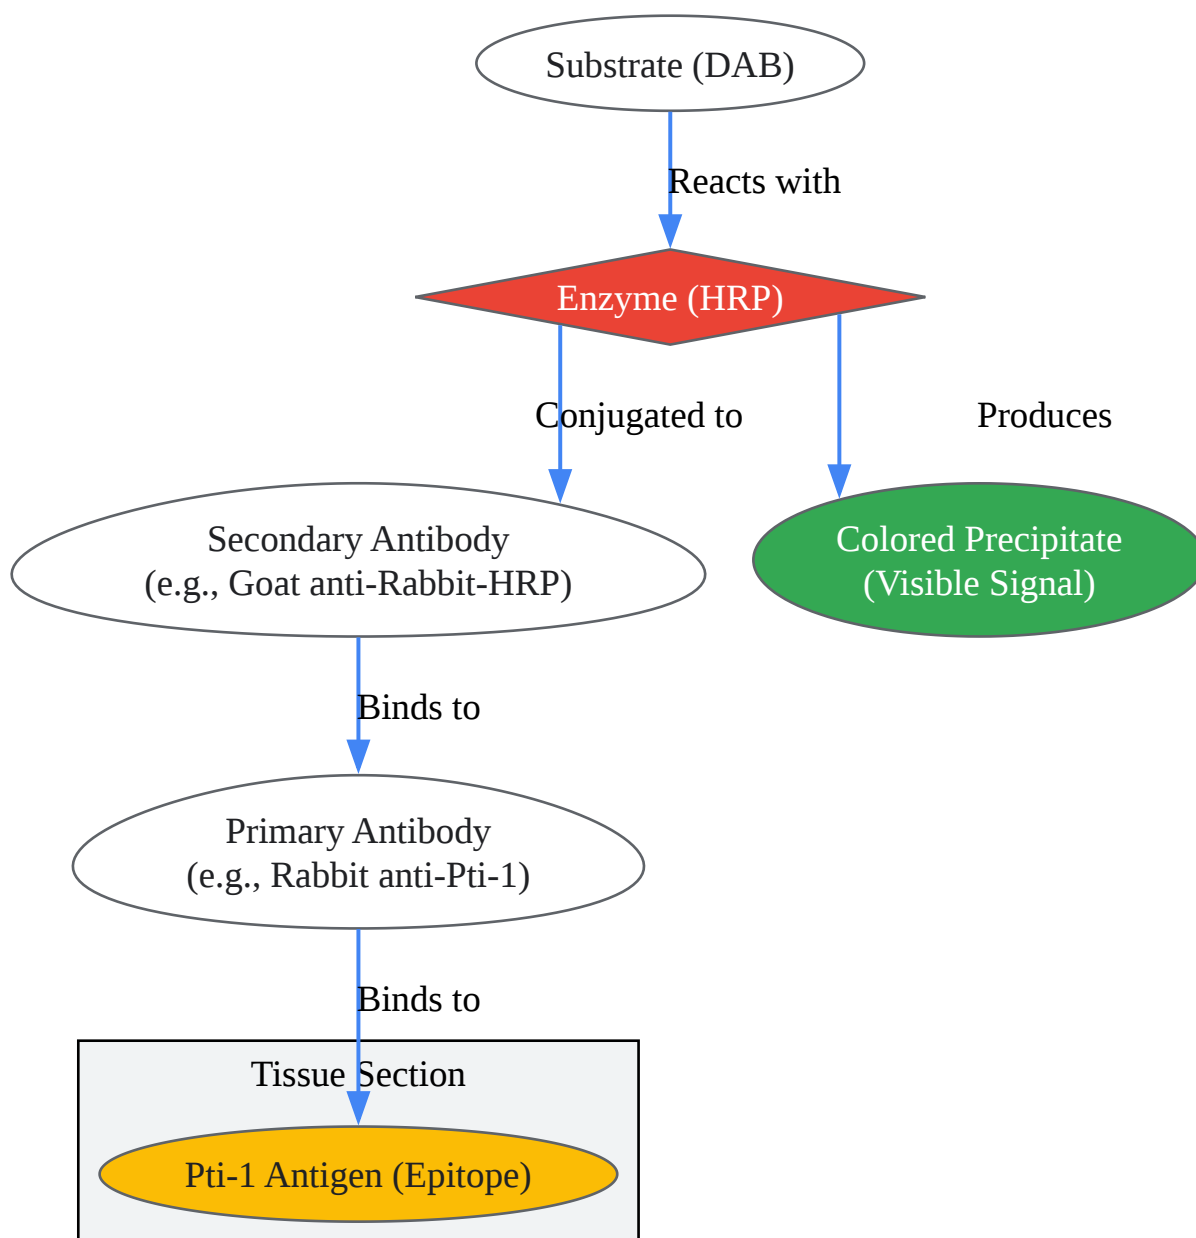 Substrate (DAB)
Reacts with
Enzyme (HRP)
Conjugated to
Produces
Secondary Antibody
(e.g., Goat anti-Rabbit-HRP)
Colored Precipitate
(Visible Signal)
Binds to
Primary Antibody
(e.g., Rabbit anti-Pti-1)
Binds to
Tissue Section
Pti-1 Antigen (Epitope)